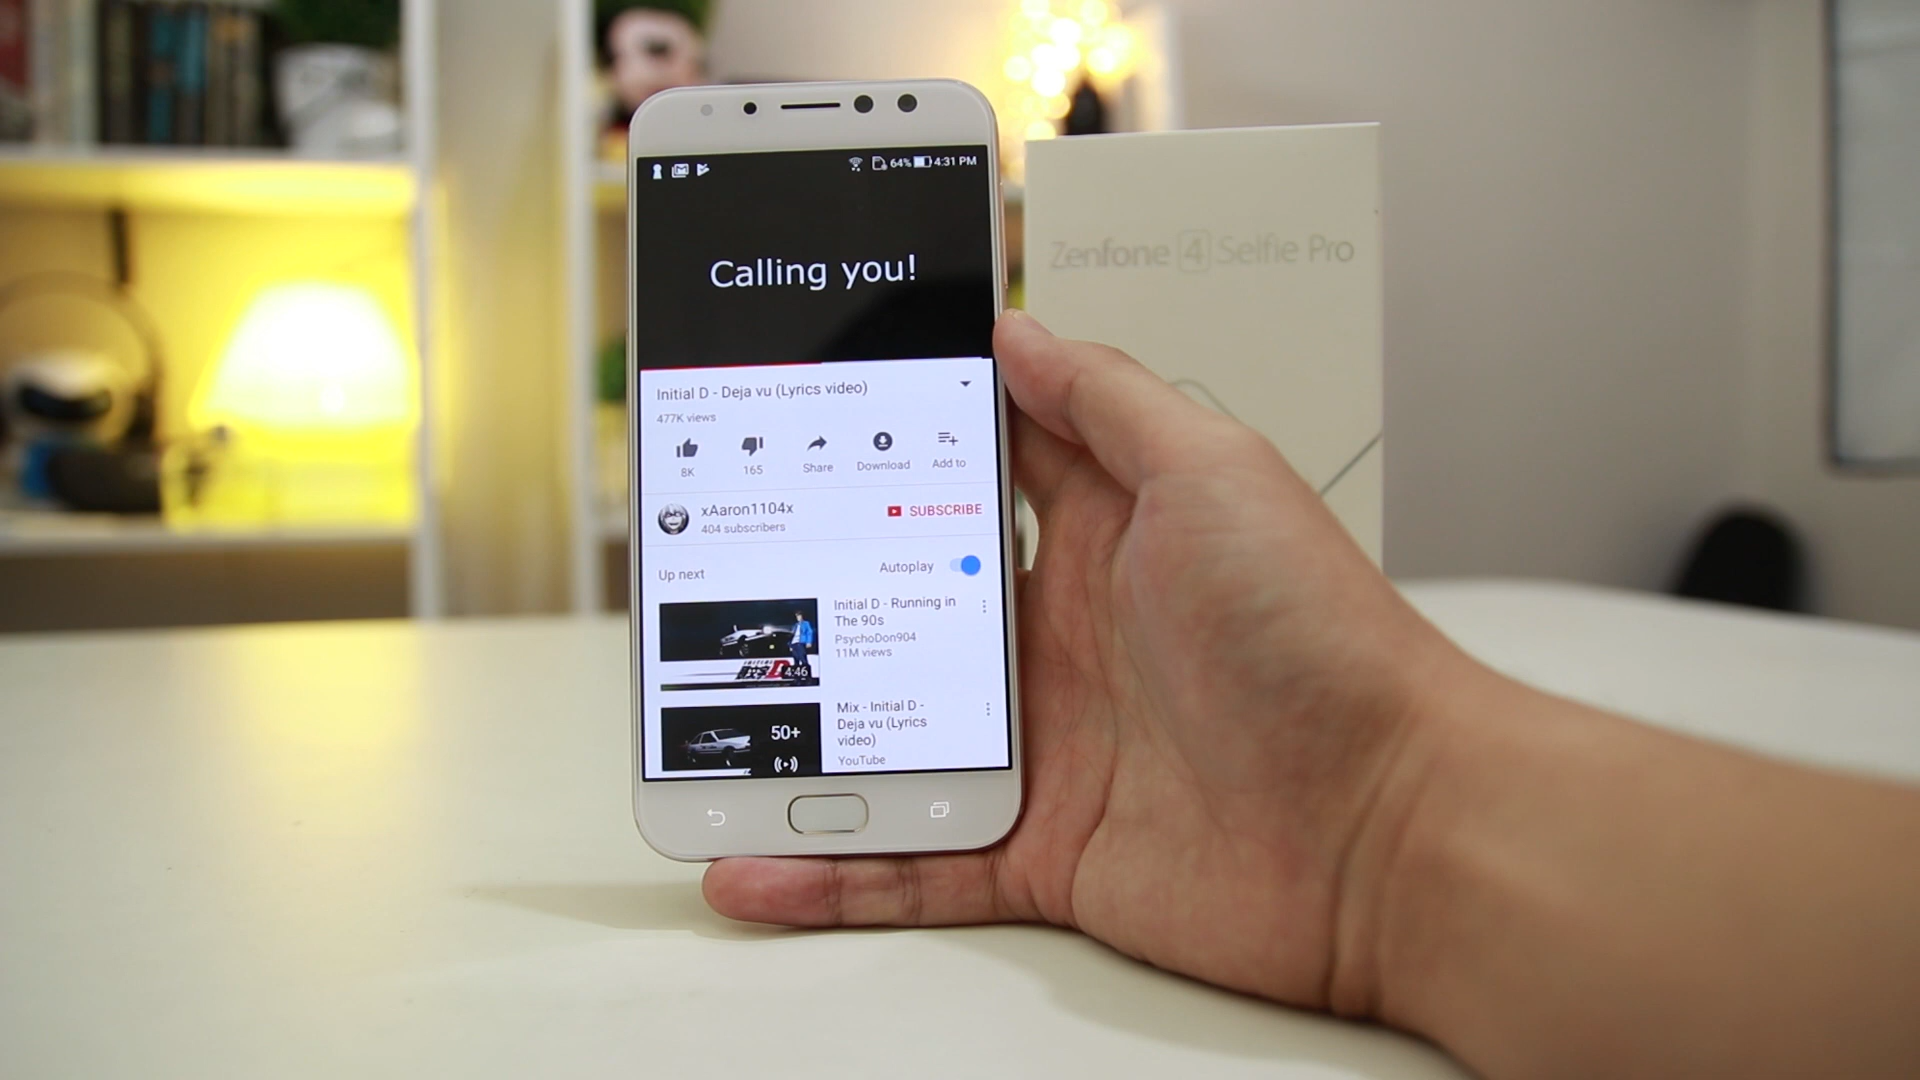 64% 4:31 PM
Calling you!
Initial D - Deja vu (Lyrics video)
477K views
8K
165
Share
Download
Add to
xAaron1104x
404 subscribers
SUBSCRIBE
Up next
Autoplay
Initial D - Running in
The 90s
PsychoDon904
11M views
INITIAL D
4:46
Mix - Initial D -
Deja vu (Lyrics
video)
YouTube
50+
Zenfone 4 Selfie Pro